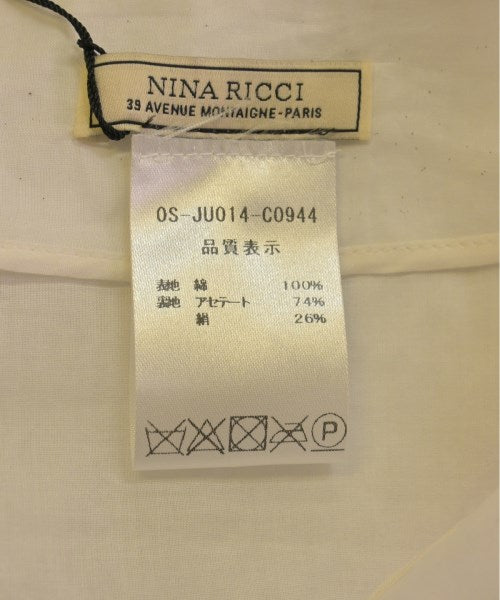 NINA RICCI
39 AVENUE MONTAIGNE-PARIS
0S-JU014-C0944
品質表示
表地 綿 100%
裏地 アセテート 74%
絹 26%
P